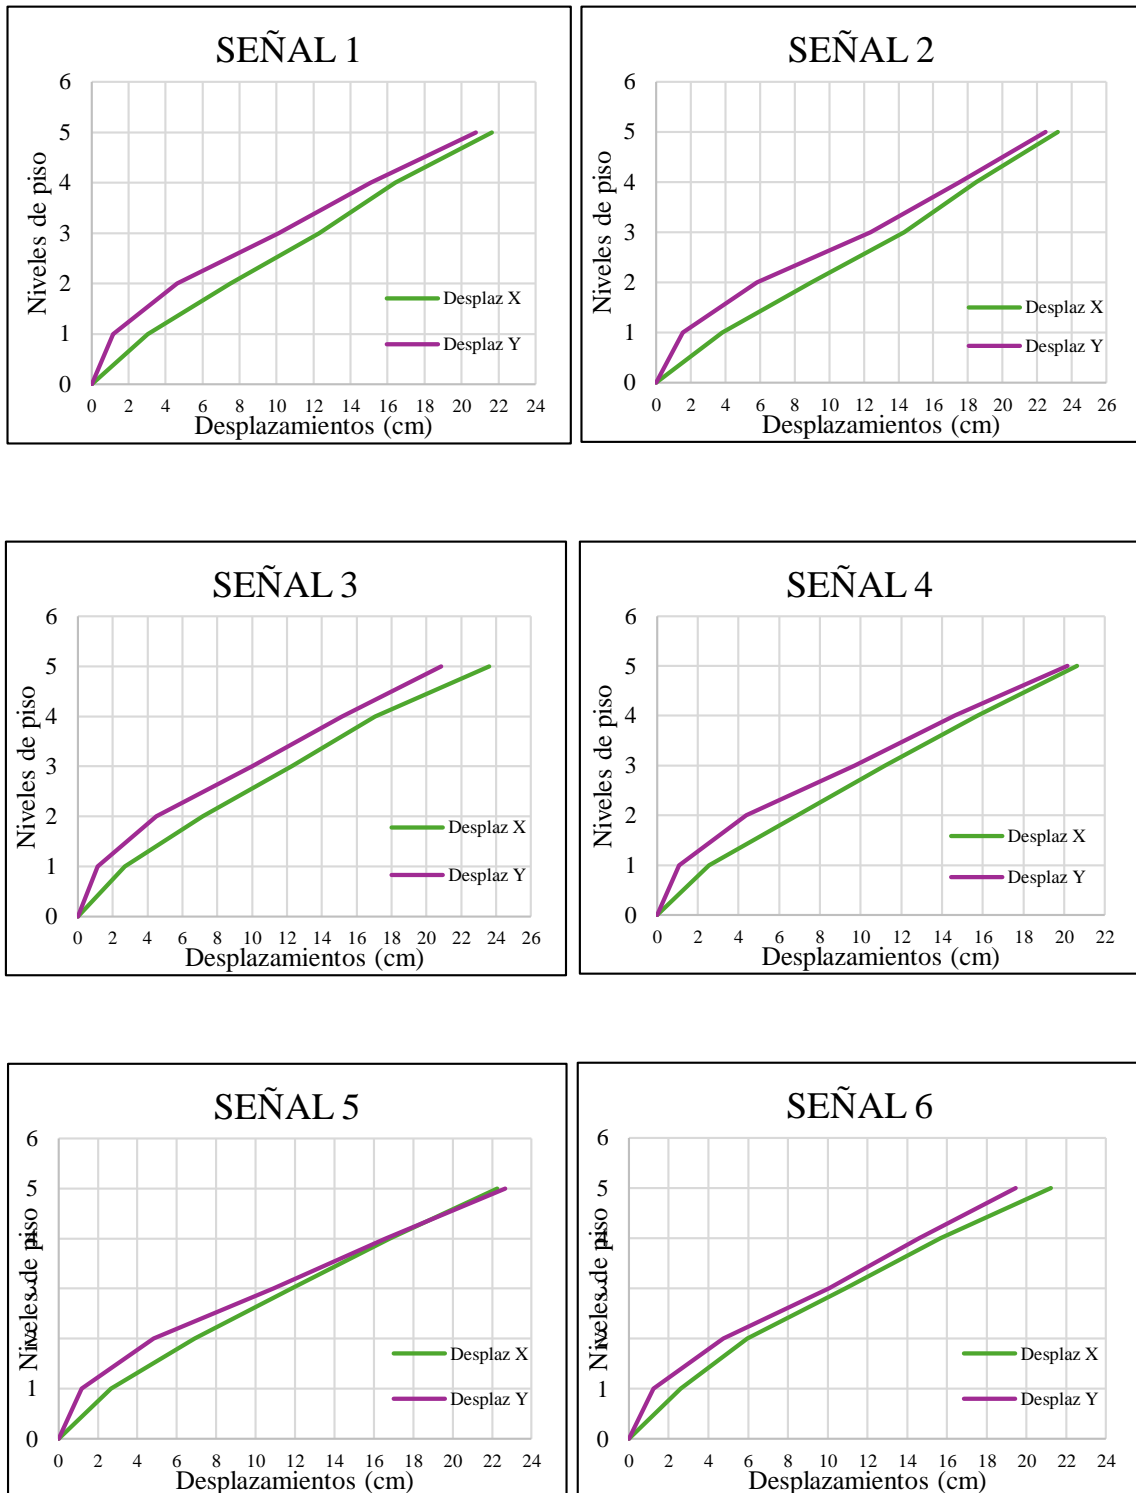 SEÑAL 1
6
5
4
3
2
1
0
Niveles de piso
Desplaz X
Desplaz Y
0 2 4 6 8 10 12 14 16 18 20 22 24
Desplazamientos (cm)
SEÑAL 2
6
5
4
3
2
1
0
Niveles de piso
Desplaz X
Desplaz Y
0 2 4 6 8 10 12 14 16 18 20 22 24 26
Desplazamientos (cm)
SEÑAL 3
6
5
4
3
2
1
0
Niveles de piso
Desplaz X
Desplaz Y
0 2 4 6 8 10 12 14 16 18 20 22 24 26
Desplazamientos (cm)
SEÑAL 4
6
5
4
3
2
1
0
Niveles de piso
Desplaz X
Desplaz Y
0 2 4 6 8 10 12 14 16 18 20 22
Desplazamientos (cm)
SEÑAL 5
6
5
4
3
2
1
0
Niveles de piso
Desplaz X
Desplaz Y
0 2 4 6 8 10 12 14 16 18 20 22 24
Desplazamientos (cm)
SEÑAL 6
6
5
4
3
2
1
0
Niveles de piso
Desplaz X
Desplaz Y
0 2 4 6 8 10 12 14 16 18 20 22 24
Desplazamientos (cm)